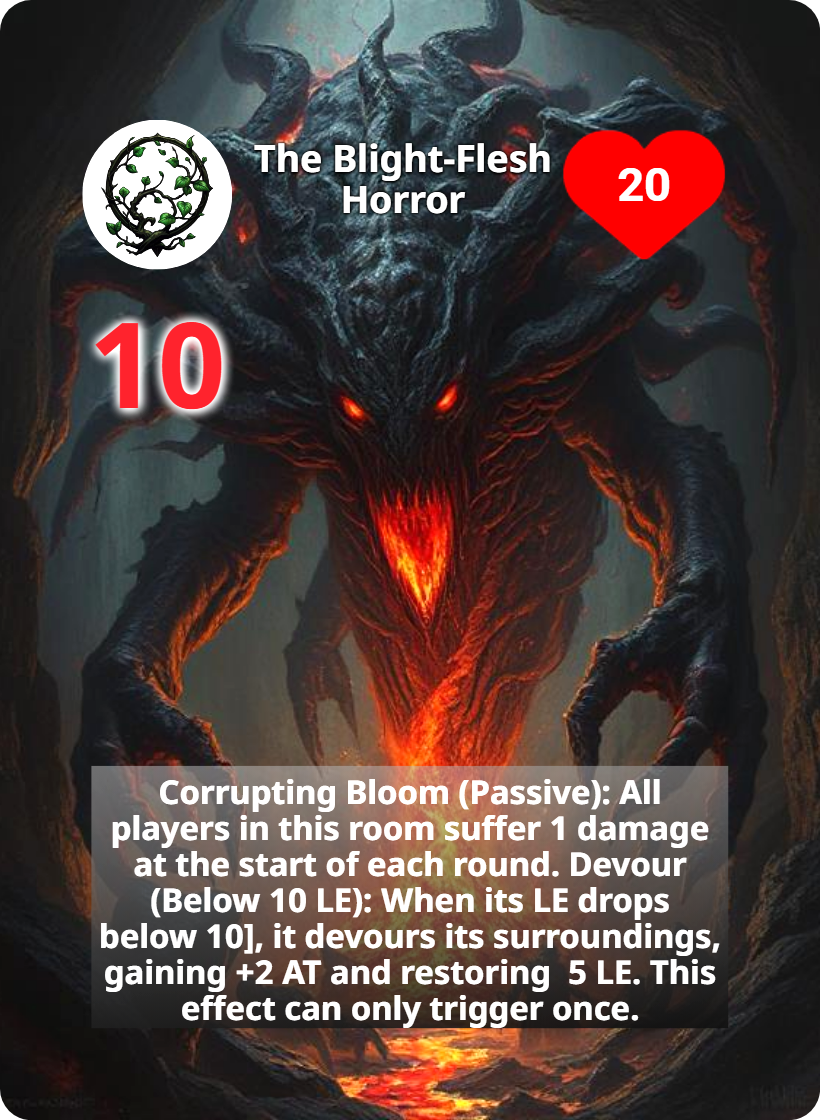 The Blight-Flesh
Horror
20
10
Corrupting Bloom (Passive): All
players in this room suffer 1 damage
at the start of each round. Devour
(Below 10 LE): When its LE drops
below 10], it devours its surroundings,
gaining +2 AT and restoring  5 LE. This
effect can only trigger once.